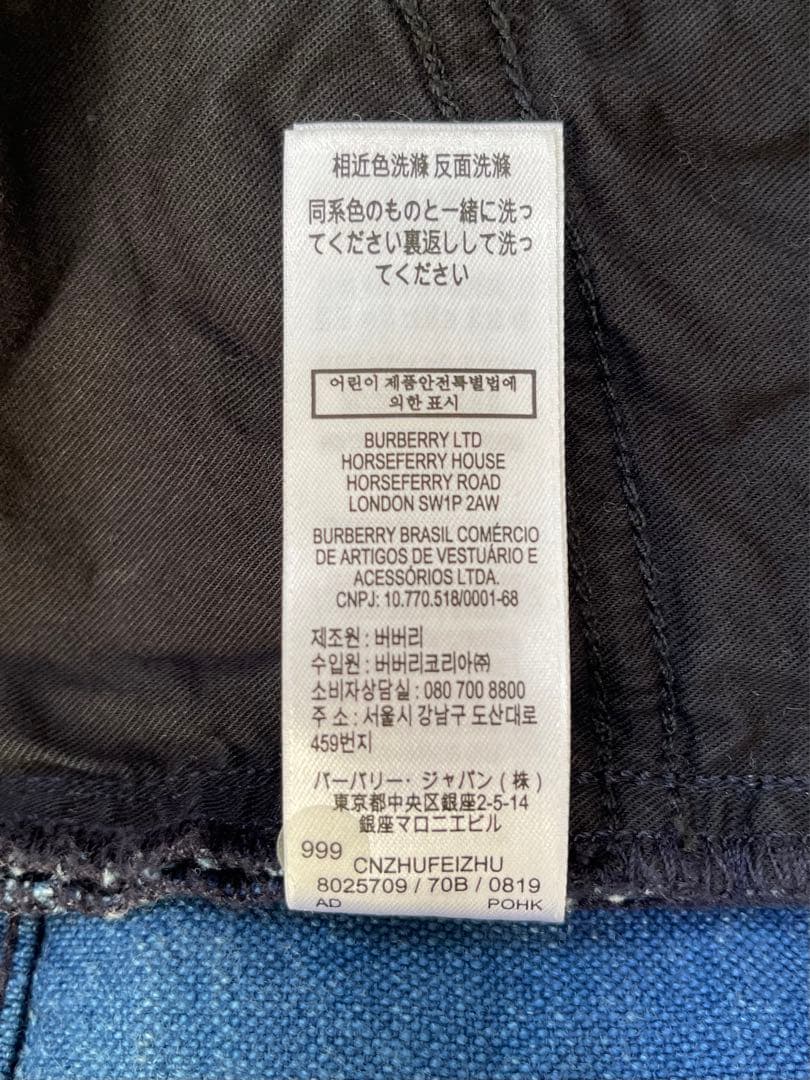 相近色洗滌 反面洗滌
同系色のものと一緒に洗っ
てください裏返しして洗っ
てください
어린이 제품안전특별법에
의한 표시
BURBERRY LTD
HORSEFERRY HOUSE
HORSEFERRY ROAD
LONDON SW1P 2AW
BURBERRY BRASIL COMÉRCIO
DE ARTIGOS DE VESTUÁRIO E
ACESSÓRIOS LTDA.
CNPJ: 10.770.518/0001-68
제조원 : 버버리
수입원 : 버버리코리아㈜
소비자상담실 : 080 700 8800
주 소 : 서울시 강남구 도산대로
459번지
バーバリー・ジャパン (株)
東京都中央区銀座2-5-14
銀座マロニエビル
999
CNZHUFEIZHU
8025709 / 70B / 0819
AD POHK